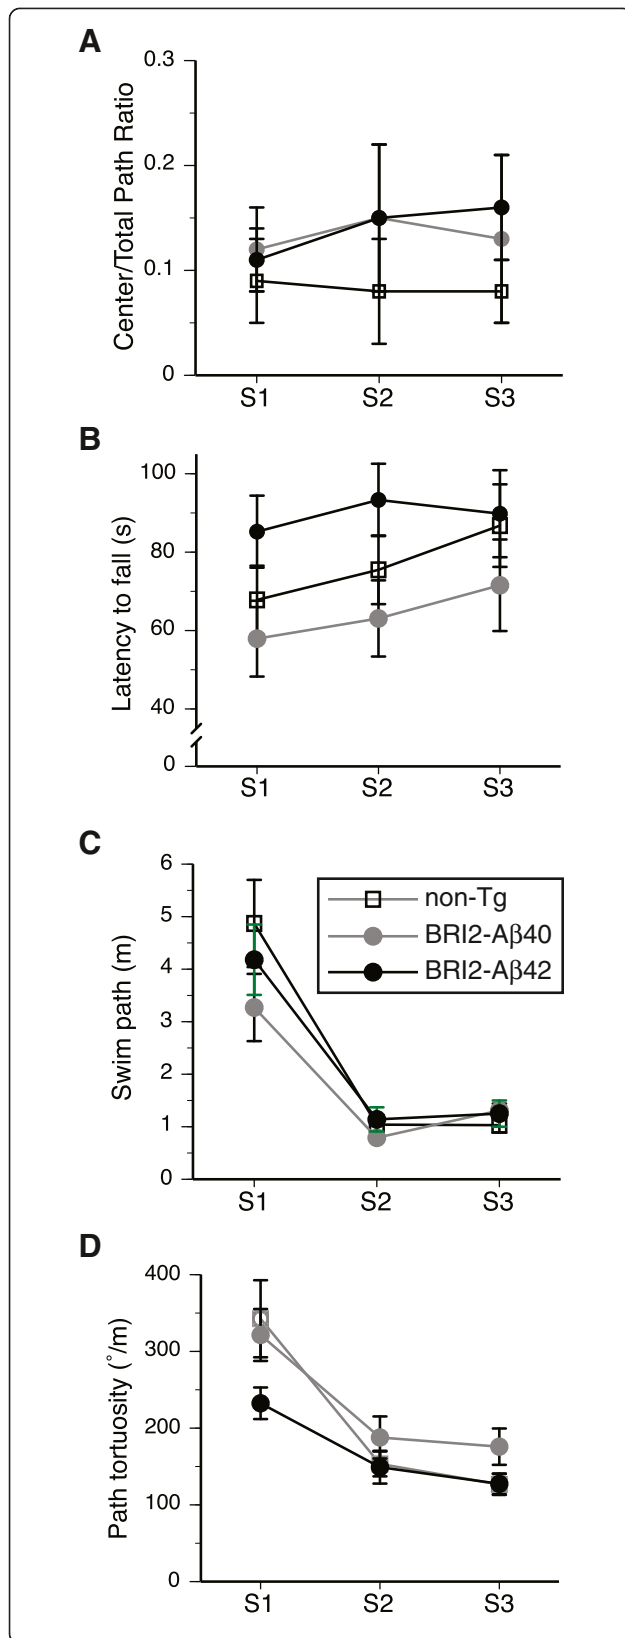 A
Center/Total Path Ratio
0.3
0.2
0.1
0
S1 S2 S3
B
Latency to fall (s)
100
80
60
40
0
S1 S2 S3
C
Swim path (m)
6
5
4
3
2
1
0
non-Tg
BRI2-Aβ40
BRI2-Aβ42
S1 S2 S3
D
Path tortuosity (˚/m)
400
300
200
100
0
S1 S2 S3